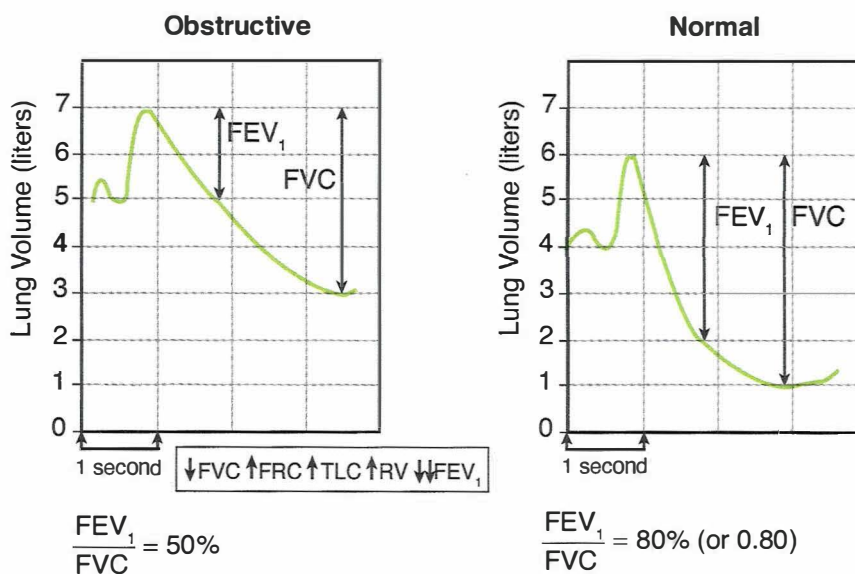 Obstructive
Lung Volume (liters)
7
6
5
4
3
2
1
0
FEV₁
FVC
1 second
↓FVC ↑FRC ↑TLC ↑RV ↓↓FEV₁
FEV₁
FVC
= 50%
Normal
Lung Volume (liters)
7
6
5
4
3
2
1
0
FEV₁
FVC
1 second
FEV₁
FVC
= 80% (or 0.80)